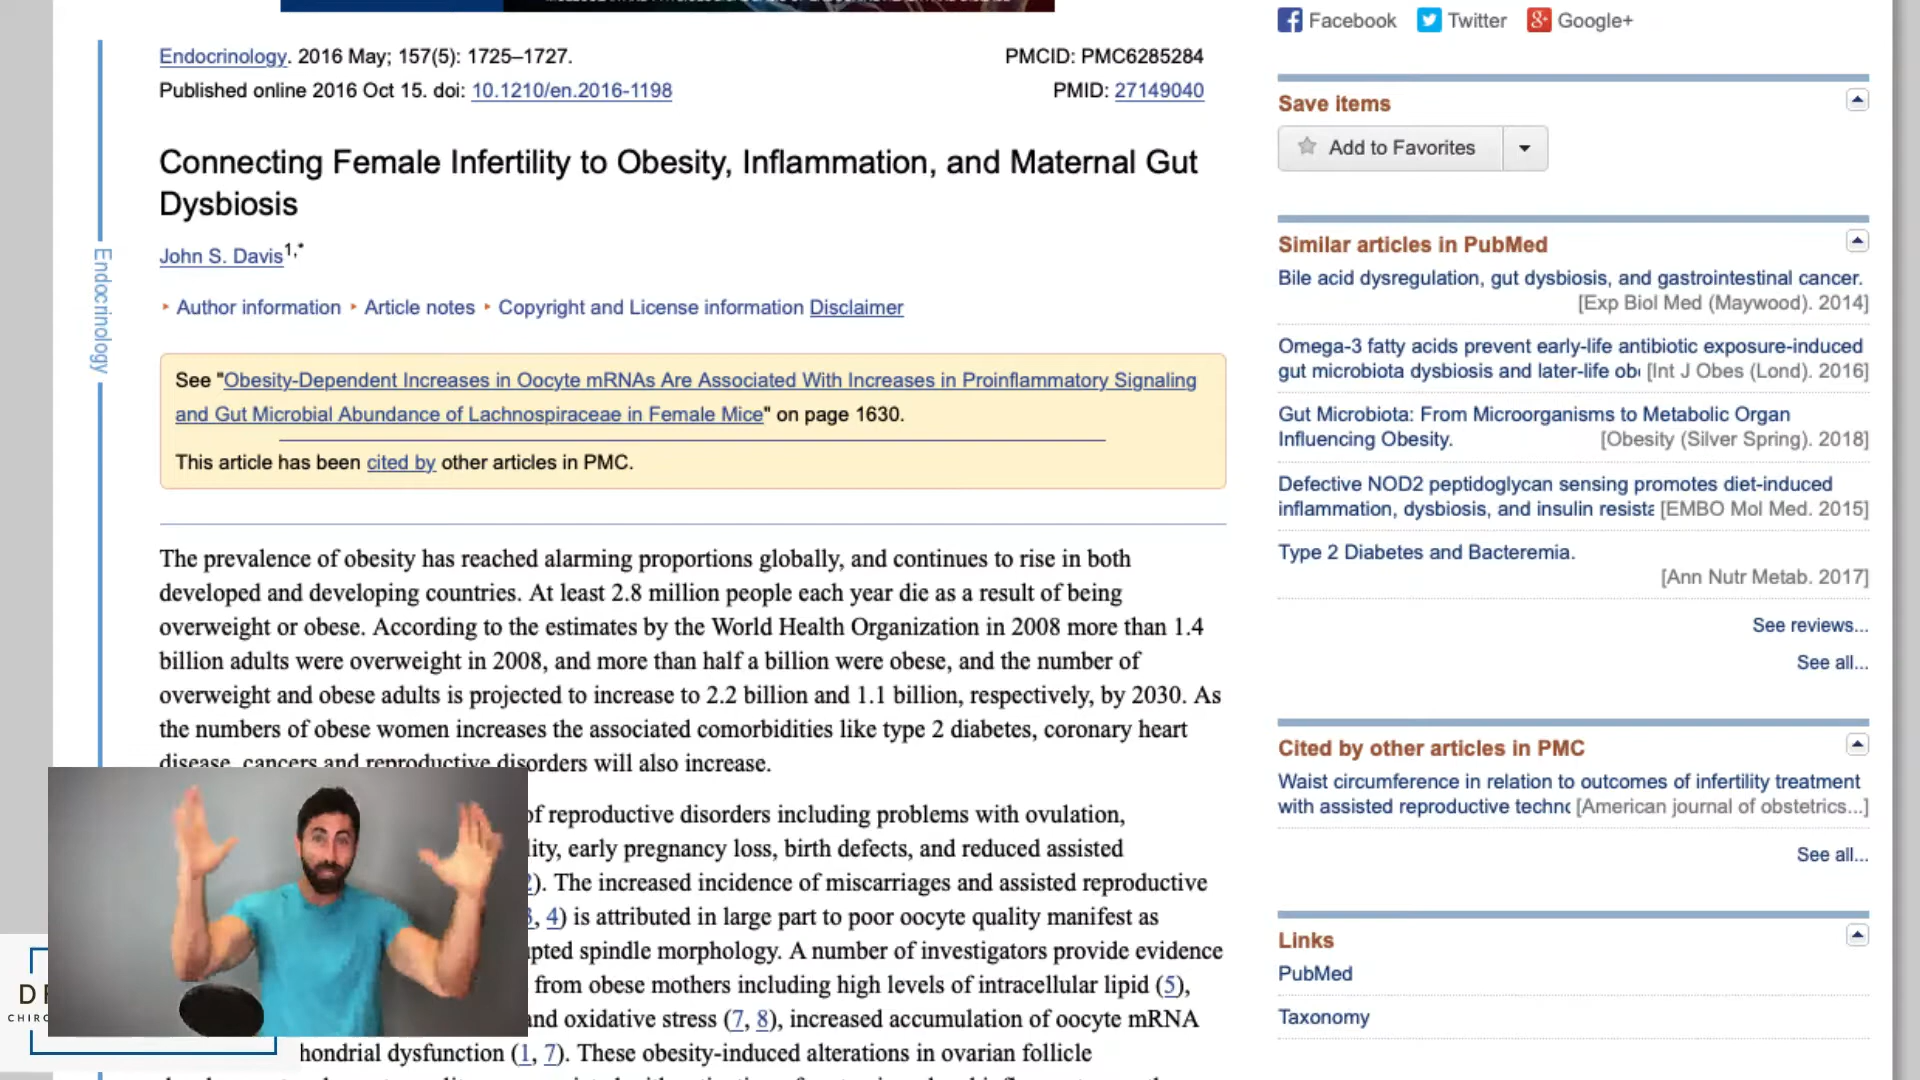 Facebook Twitter Google+
Endocrinology. 2016 May; 157(5): 1725–1727. PMCID: PMC6285284
Published online 2016 Oct 15. doi: 10.1210/en.2016-1198 PMID: 27149040
Connecting Female Infertility to Obesity, Inflammation, and Maternal Gut
Dysbiosis
John S. Davis1,*
Author information Article notes Copyright and License information Disclaimer
Endocrinology
See "Obesity-Dependent Increases in Oocyte mRNAs Are Associated With Increases in Proinflammatory Signaling
and Gut Microbial Abundance of Lachnospiraceae in Female Mice" on page 1630.
This article has been cited by other articles in PMC.
The prevalence of obesity has reached alarming proportions globally, and continues to rise in both
developed and developing countries. At least 2.8 million people each year die as a result of being
overweight or obese. According to the estimates by the World Health Organization in 2008 more than 1.4
billion adults were overweight in 2008, and more than half a billion were obese, and the number of
overweight and obese adults is projected to increase to 2.2 billion and 1.1 billion, respectively, by 2030. As
the numbers of obese women increases the associated comorbidities like type 2 diabetes, coronary heart
disease, cancers and reproductive disorders will also increase.
of reproductive disorders including problems with ovulation,
lity, early pregnancy loss, birth defects, and reduced assisted
). The increased incidence of miscarriages and assisted reproductive
, 4) is attributed in large part to poor oocyte quality manifest as
pted spindle morphology. A number of investigators provide evidence
from obese mothers including high levels of intracellular lipid (5),
nd oxidative stress (7, 8), increased accumulation of oocyte mRNA
hondrial dysfunction (1, 7). These obesity-induced alterations in ovarian follicle
Save items
Add to Favorites
Similar articles in PubMed
Bile acid dysregulation, gut dysbiosis, and gastrointestinal cancer.
[Exp Biol Med (Maywood). 2014]
Omega-3 fatty acids prevent early-life antibiotic exposure-induced
gut microbiota dysbiosis and later-life ob [Int J Obes (Lond). 2016]
Gut Microbiota: From Microorganisms to Metabolic Organ
Influencing Obesity. [Obesity (Silver Spring). 2018]
Defective NOD2 peptidoglycan sensing promotes diet-induced
inflammation, dysbiosis, and insulin resista [EMBO Mol Med. 2015]
Type 2 Diabetes and Bacteremia.
[Ann Nutr Metab. 2017]
See reviews...
See all...
Cited by other articles in PMC
Waist circumference in relation to outcomes of infertility treatment
with assisted reproductive techn [American journal of obstetrics...]
See all...
Links
PubMed
Taxonomy
D
CHIRO